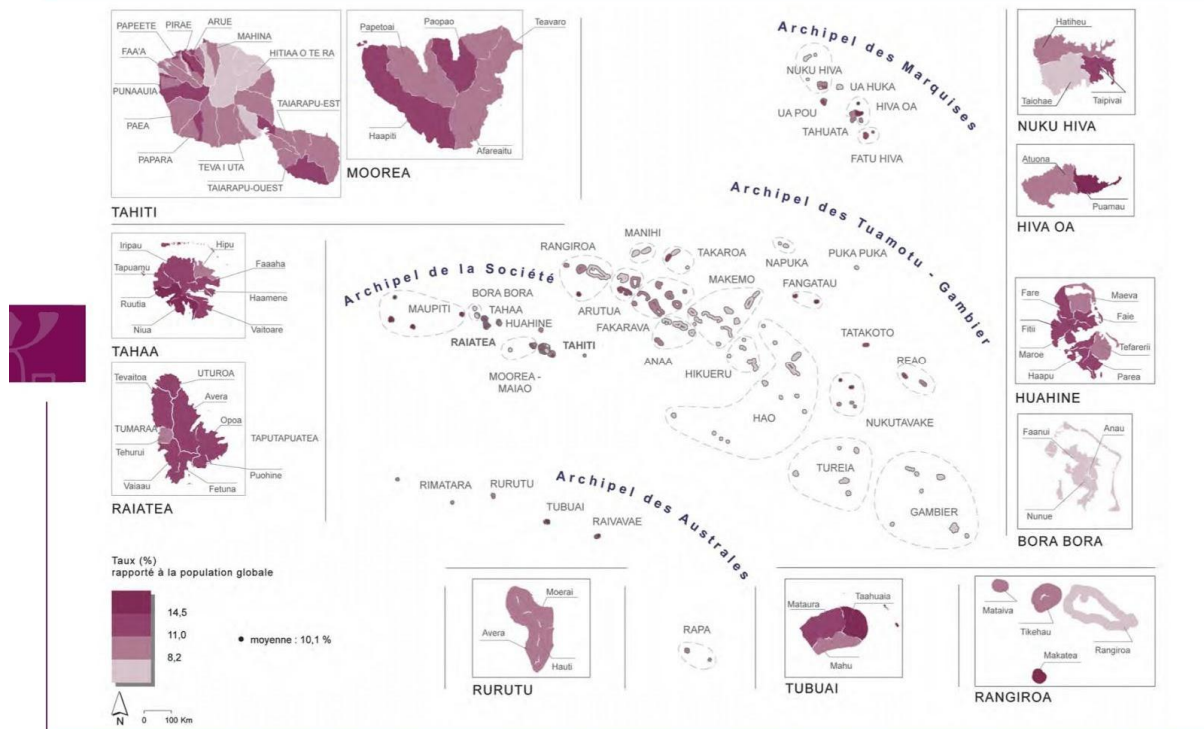 PAPEETE
PIRAE
ARUE
MAHINA
FAA'A
HITIAA O TE RA
PUNAAUIA
TAIARAPU-EST
PAEA
PAPARA
TEVA I UTA
TAIARAPU-OUEST
TAHITI
Papetoai
Paopao
Teavaro
Haapiti
Afareaitu
MOOREA
Archipel des Marquises
NUKU HIVA
UA HUKA
HIVA OA
UA POU
TAHUATA
FATU HIVA
Hatiheu
Taiohae
Taipivai
NUKU HIVA
Atuona
Puamau
HIVA OA
Iripau
Hipu
Tapuamu
Faaaha
Ruutia
Haamene
Niua
Vaitoare
TAHAA
Archipel de la Société
MAUPITI
BORA BORA
TAHAA
HUAHINE
RAIATEA
TAHITI
MOOREA -
MAIAO
Archipel des Tuamotu - Gambier
RANGIROA
MANIHI
TAKAROA
NAPUKA
PUKA PUKA
MAKEMO
FANGATAU
ARUTUA
FAKARAVA
TATAKOTO
ANAA
HIKUERU
REAO
HAO
NUKUTAVAKE
TUREIA
GAMBIER
Fare
Maeva
Faie
Fitii
Maroe
Tefarerii
Haapu
Parea
HUAHINE
Tevaitoa
UTUROA
Avera
Opoa
TUMARAA
TAPUTAPUATEA
Tehurui
Puohine
Vaiaau
Fetuna
RAIATEA
Faanui
Anau
Nunue
BORA BORA
Archipel des Australes
RIMATARA
RURUTU
TUBUAI
RAIVAVAE
RAPA
Taux (%)
rapporté à la population globale
14,5
11,0
8,2
• moyenne : 10,1 %
N
0 100 Km
Moerai
Avera
Hauti
RURUTU
Mataura
Taahuaia
Mahu
TUBUAI
Mataiva
Tikehau
Rangiroa
Makatea
RANGIROA